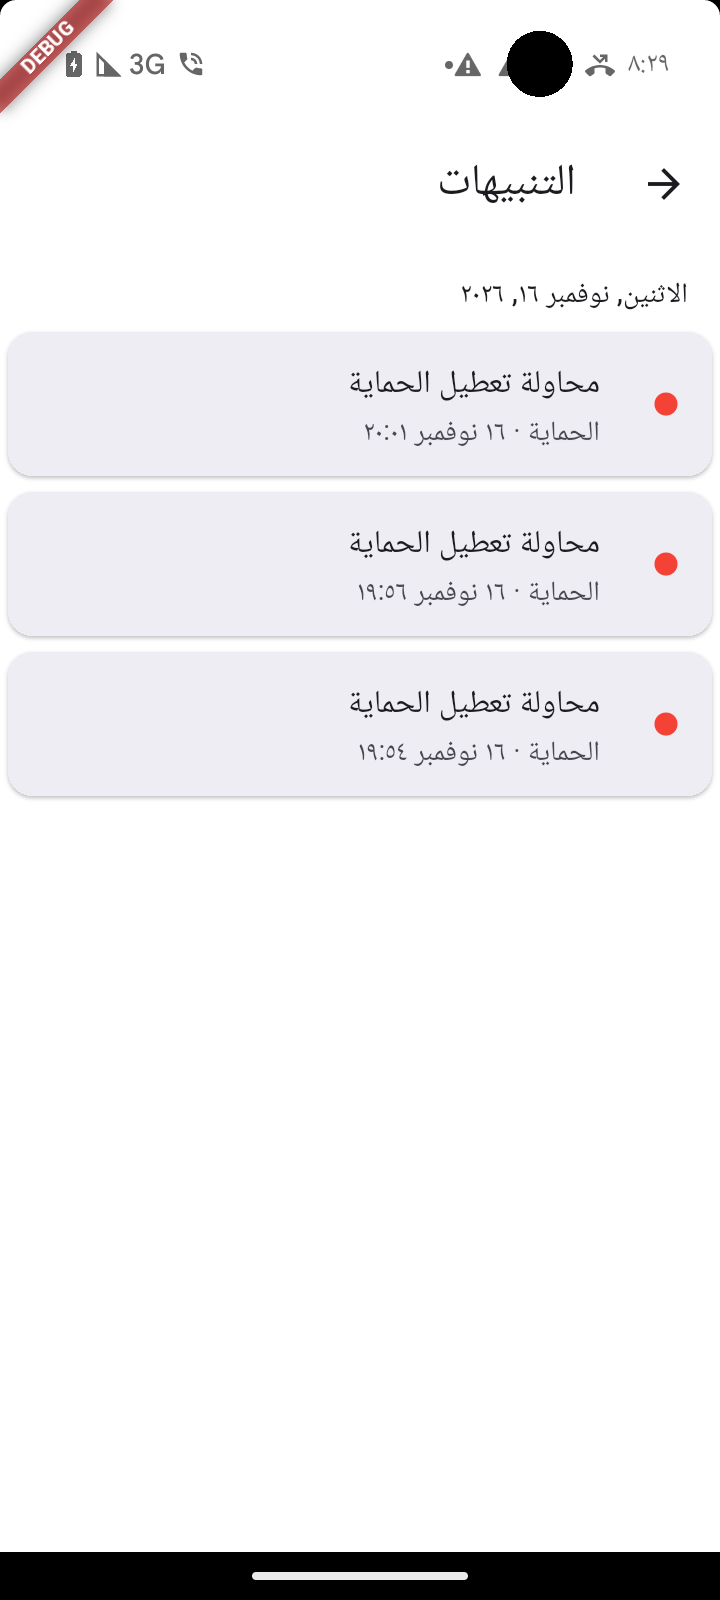 DEBUG
3G
٨:٢٩
التنبيهات
الاثنين, نوفمبر ١٦, ٢٠٢٦
محاولة تعطيل الحماية
الحماية · ١٦ نوفمبر ٢٠:٠١
محاولة تعطيل الحماية
الحماية · ١٦ نوفمبر ١٩:٥٦
محاولة تعطيل الحماية
الحماية · ١٦ نوفمبر ١٩:٥٤